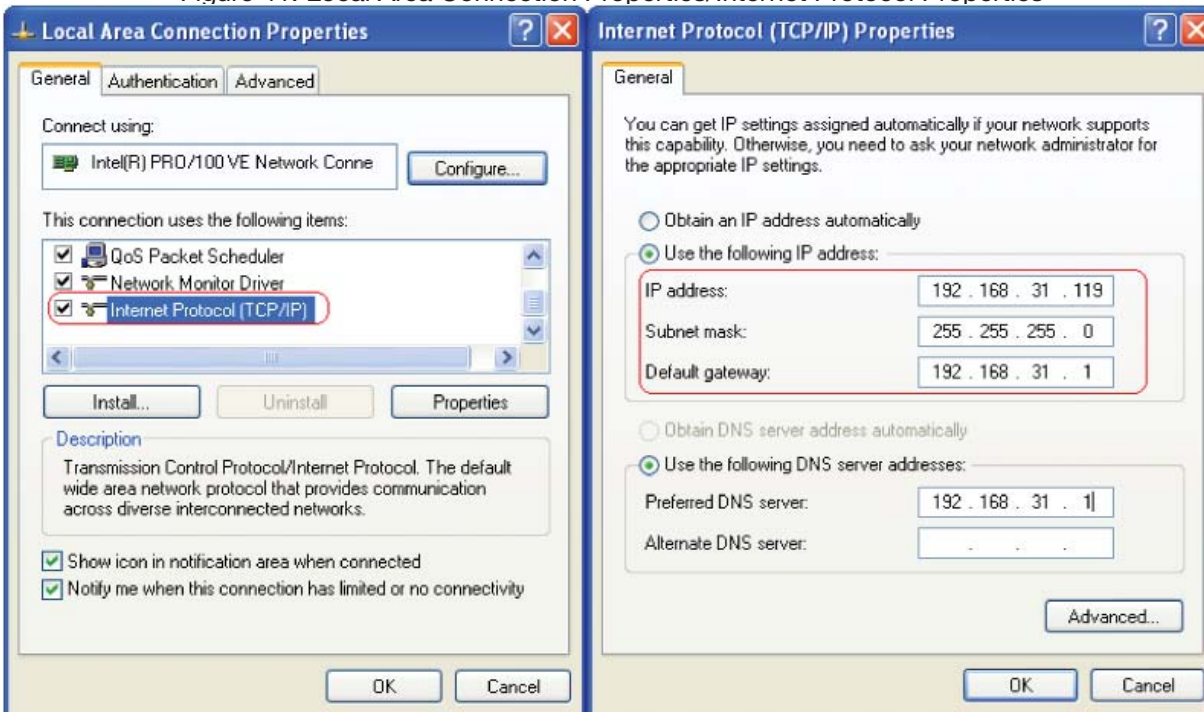 Local Area Connection Properties
General Authentication Advanced
Connect using:
Intel(R) PRO/100 VE Network Conne
Configure...
This connection uses the following items:
QoS Packet Scheduler
Network Monitor Driver
Internet Protocol (TCP/IP)
Install... Uninstall Properties
Description
Transmission Control Protocol/Internet Protocol. The default
wide area network protocol that provides communication
across diverse interconnected networks.
Show icon in notification area when connected
Notify me when this connection has limited or no connectivity
OK Cancel
Internet Protocol (TCP/IP) Properties
General
You can get IP settings assigned automatically if your network supports
this capability. Otherwise, you need to ask your network administrator for
the appropriate IP settings.
Obtain an IP address automatically
Use the following IP address:
IP address: 192 . 168 . 31 . 119
Subnet mask: 255 . 255 . 255 . 0
Default gateway: 192 . 168 . 31 . 1
Obtain DNS server address automatically
Use the following DNS server addresses:
Preferred DNS server: 192 . 168 . 31 . 1
Alternate DNS server: . . .
Advanced...
OK Cancel